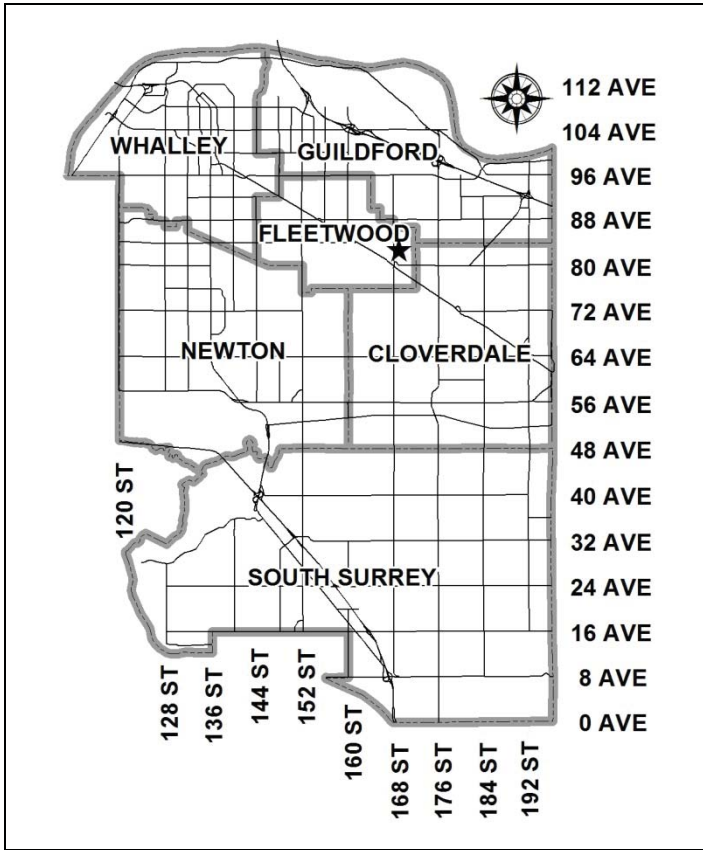 112 AVE
104 AVE
WHALLEY
GUILDFORD
96 AVE
88 AVE
FLEETWOOD
80 AVE
72 AVE
NEWTON
CLOVERDALE
64 AVE
56 AVE
48 AVE
120 ST
40 AVE
32 AVE
SOUTH SURREY
24 AVE
16 AVE
128 ST
136 ST
144 ST
152 ST
8 AVE
160 ST
0 AVE
168 ST
176 ST
184 ST
192 ST